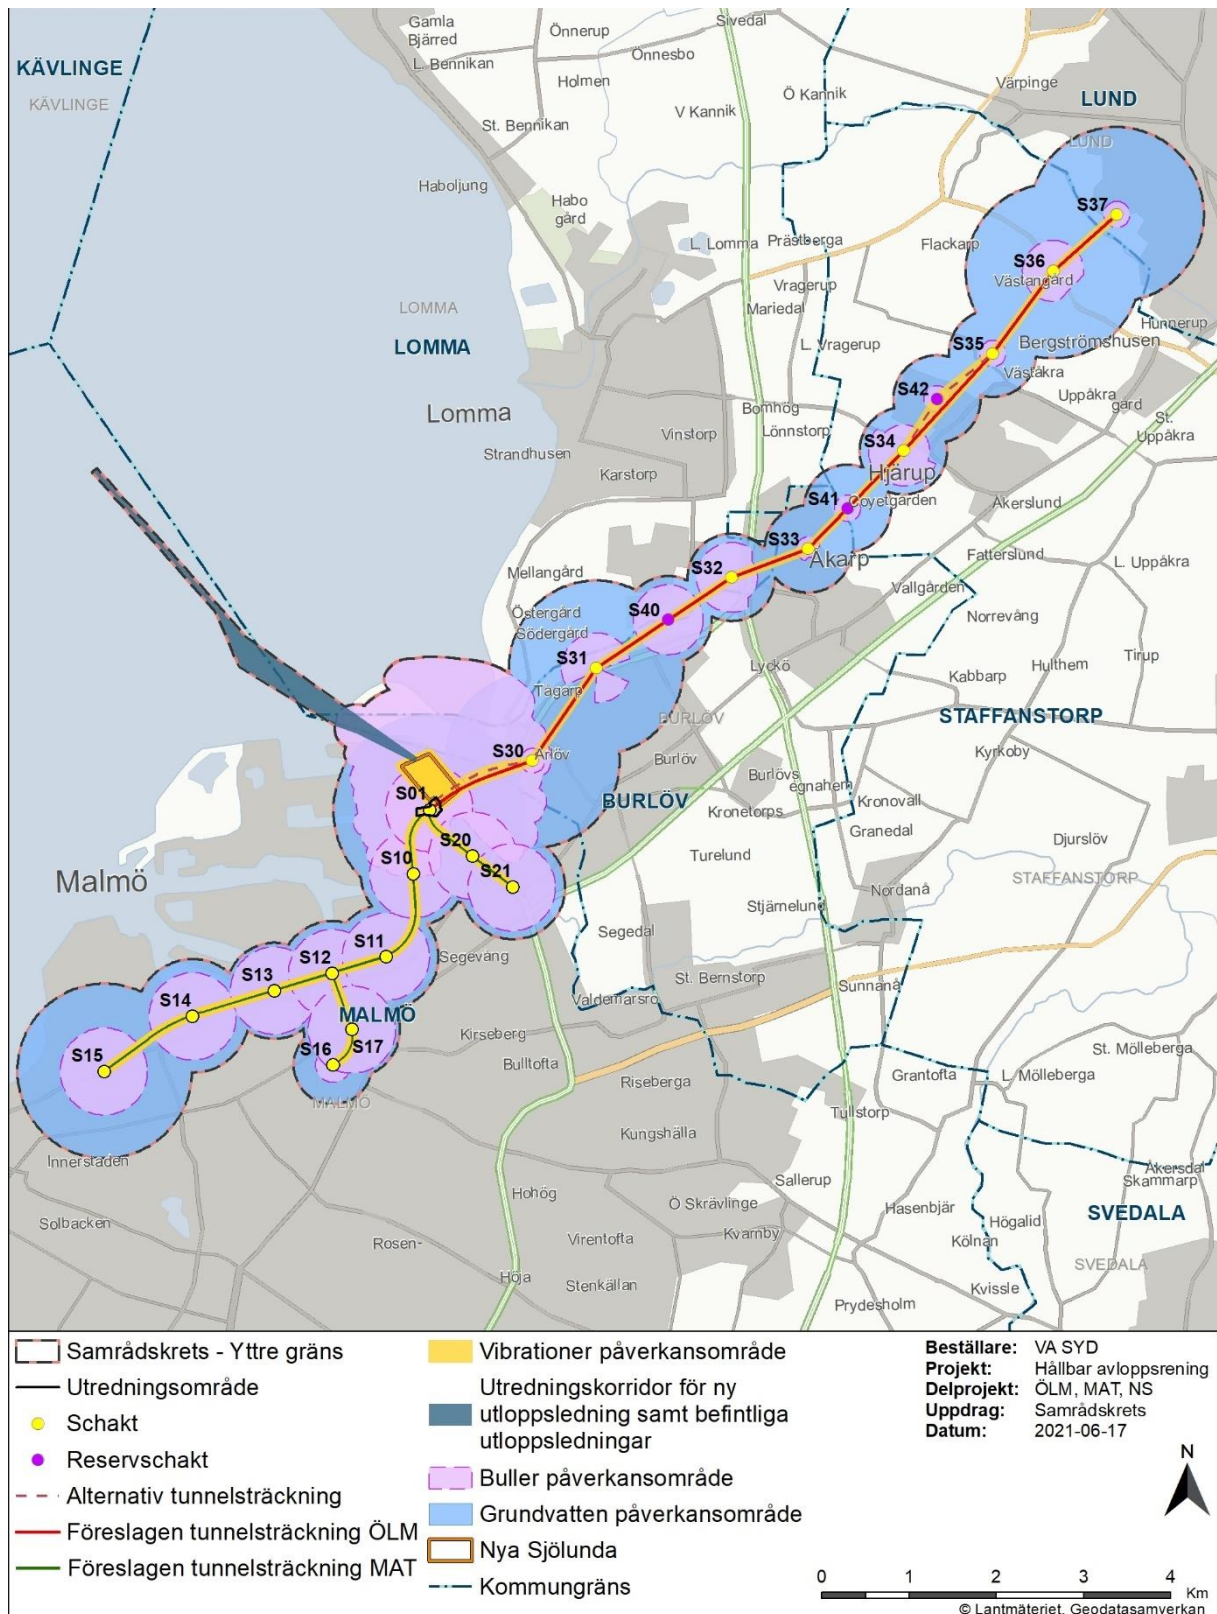 Gamla
Bjärred
Önnerup
Sivedal
Önnesbo
KÄVLINGE
L. Bennikan
Holmen
Värpinge
Ö Kannik
LUND
KÄVLINGE
V Kannik
St. Bennikan
LUND
Haboljung
Habo
gård
S37
L. Lomma
Prästberga
Flackarp
S36
Västangård
Vragerup
Mariedal
LOMMA
Hunnerup
LOMMA
L. Vragerup
S35
Bergströmshusen
Väståkra
S42
Uppåkra
gård
Lomma
Bomhög
Lönnstorp
St.
Uppåkra
Vinstorp
S34
Strandhusen
Karstorp
Hjärup
S41
Coyetgården
Åkerslund
S33
Åkarp
Fatterslund
L. Uppåkra
Mellangård
S32
Vallgården
Östergård
S40
Norrevång
Södergård
S31
Lyckö
Hulthem
Tirup
Kabbarp
Tågarp
BURLÖV
STAFFANSTORP
S30
Arlöv
Burlöv
Kyrkoby
Burlövs
egnahem
S01
BURLÖV
Kronetorps
Kronovall
Granedal
Djurslöv
S20
Turelund
S10
S21
Malmö
Nordanå
STAFFANSTORP
Stjärnelund
S11
Segedal
S12
Segevång
S13
St. Bernstorp
Sunnanå
S14
Valdemarsro
MALMÖ
Kirseberg
S15
S16
S17
Bulltofta
St. Mölleberga
Riseberga
Grantofta
L. Mölleberga
MALMÖ
Tullstorp
Kungshälla
Innerstaden
Åkersdal
Skammarp
Sallerup
Hohög
Ö Skrävlinge
Hasenbjär
Högalid
SVEDALA
Solbacken
Rosen-
Virentofta
Kvarnby
Kölnan
SVEDALA
Höja
Stenkällan
Kvissle
Prydesholm
Samrådskrets - Yttre gräns
Utredningsområde
Schakt
Reservschakt
Alternativ tunnelsträckning
Föreslagen tunnelsträckning ÖLM
Föreslagen tunnelsträckning MAT
Vibrationer påverkansområde
Utredningskorridor för ny
utloppsledning samt befintliga
utloppsledningar
Buller påverkansområde
Grundvatten påverkansområde
Nya Sjölunda
Kommungräns
Beställare: VA SYD
Projekt: Hållbar avloppsrening
Delprojekt: ÖLM, MAT, NS
Uppdrag: Samrådskrets
Datum: 2021-06-17
N
0 1 2 3 4
Km
© Lantmäteriet, Geodatasamverkan